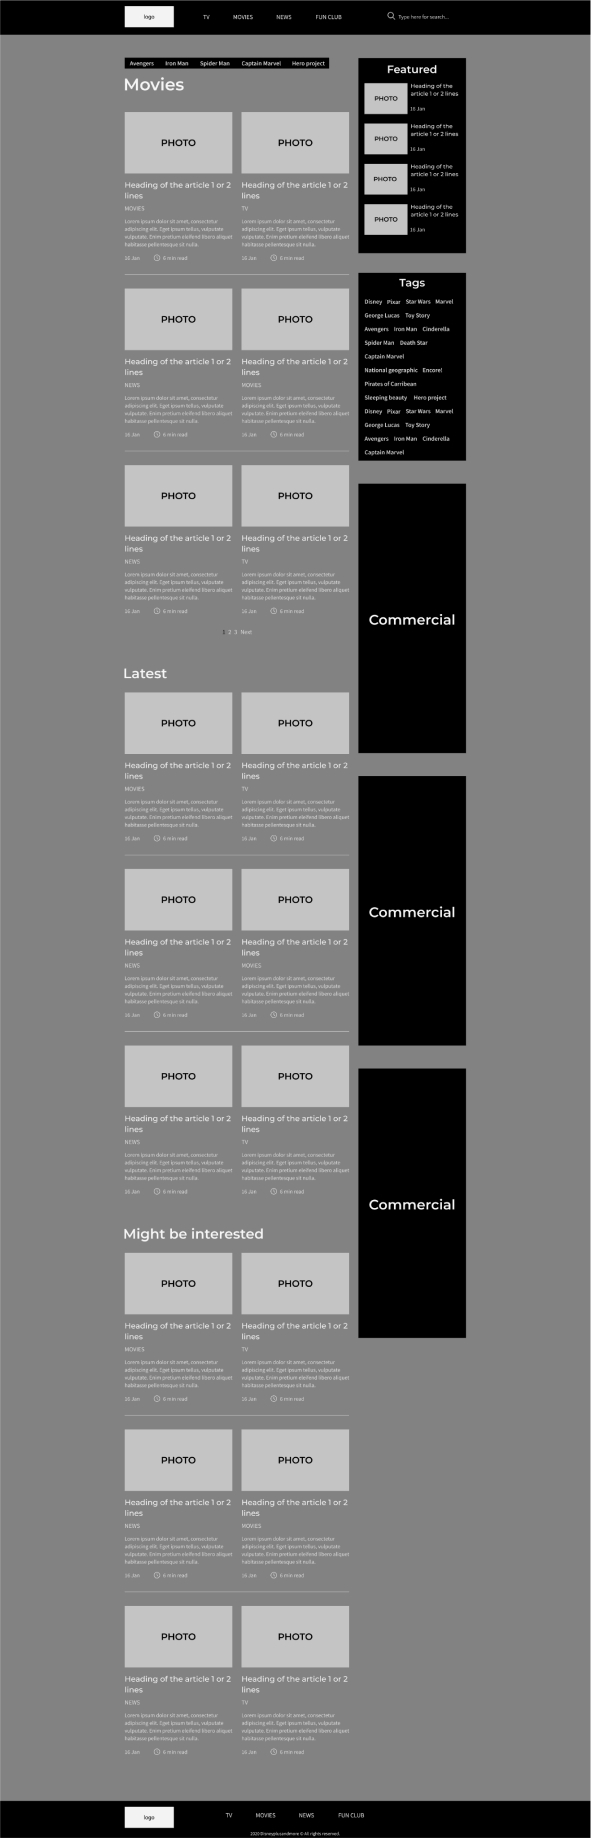 logo
TV MOVIES NEWS FUN CLUB
Type here for search...
Avengers Iron Man Spider Man Captain Marvel Hero project
Movies
PHOTO
Heading of the article 1 or 2
lines
MOVIES
Lorem ipsum dolor sit amet, consectetur
adipiscing elit. Eget ipsum tellus, vulputate
vulputate. Enim pretium eleifend libero aliquet
habitasse pellentesque sit nulla.
16 Jan 6 min read
PHOTO
Heading of the article 1 or 2
lines
TV
Lorem ipsum dolor sit amet, consectetur
adipiscing elit. Eget ipsum tellus, vulputate
vulputate. Enim pretium eleifend libero aliquet
habitasse pellentesque sit nulla.
16 Jan 6 min read
PHOTO
Heading of the article 1 or 2
lines
NEWS
Lorem ipsum dolor sit amet, consectetur
adipiscing elit. Eget ipsum tellus, vulputate
vulputate. Enim pretium eleifend libero aliquet
habitasse pellentesque sit nulla.
16 Jan 6 min read
PHOTO
Heading of the article 1 or 2
lines
MOVIES
Lorem ipsum dolor sit amet, consectetur
adipiscing elit. Eget ipsum tellus, vulputate
vulputate. Enim pretium eleifend libero aliquet
habitasse pellentesque sit nulla.
16 Jan 6 min read
PHOTO
Heading of the article 1 or 2
lines
NEWS
Lorem ipsum dolor sit amet, consectetur
adipiscing elit. Eget ipsum tellus, vulputate
vulputate. Enim pretium eleifend libero aliquet
habitasse pellentesque sit nulla.
16 Jan 6 min read
PHOTO
Heading of the article 1 or 2
lines
TV
Lorem ipsum dolor sit amet, consectetur
adipiscing elit. Eget ipsum tellus, vulputate
vulputate. Enim pretium eleifend libero aliquet
habitasse pellentesque sit nulla.
16 Jan 6 min read
1 2 3 Next
Latest
PHOTO
Heading of the article 1 or 2
lines
MOVIES
Lorem ipsum dolor sit amet, consectetur
adipiscing elit. Eget ipsum tellus, vulputate
vulputate. Enim pretium eleifend libero aliquet
habitasse pellentesque sit nulla.
16 Jan 6 min read
PHOTO
Heading of the article 1 or 2
lines
TV
Lorem ipsum dolor sit amet, consectetur
adipiscing elit. Eget ipsum tellus, vulputate
vulputate. Enim pretium eleifend libero aliquet
habitasse pellentesque sit nulla.
16 Jan 6 min read
PHOTO
Heading of the article 1 or 2
lines
NEWS
Lorem ipsum dolor sit amet, consectetur
adipiscing elit. Eget ipsum tellus, vulputate
vulputate. Enim pretium eleifend libero aliquet
habitasse pellentesque sit nulla.
16 Jan 6 min read
PHOTO
Heading of the article 1 or 2
lines
MOVIES
Lorem ipsum dolor sit amet, consectetur
adipiscing elit. Eget ipsum tellus, vulputate
vulputate. Enim pretium eleifend libero aliquet
habitasse pellentesque sit nulla.
16 Jan 6 min read
PHOTO
Heading of the article 1 or 2
lines
NEWS
Lorem ipsum dolor sit amet, consectetur
adipiscing elit. Eget ipsum tellus, vulputate
vulputate. Enim pretium eleifend libero aliquet
habitasse pellentesque sit nulla.
16 Jan 6 min read
PHOTO
Heading of the article 1 or 2
lines
TV
Lorem ipsum dolor sit amet, consectetur
adipiscing elit. Eget ipsum tellus, vulputate
vulputate. Enim pretium eleifend libero aliquet
habitasse pellentesque sit nulla.
16 Jan 6 min read
Might be interested
PHOTO
Heading of the article 1 or 2
lines
MOVIES
Lorem ipsum dolor sit amet, consectetur
adipiscing elit. Eget ipsum tellus, vulputate
vulputate. Enim pretium eleifend libero aliquet
habitasse pellentesque sit nulla.
16 Jan 6 min read
PHOTO
Heading of the article 1 or 2
lines
TV
Lorem ipsum dolor sit amet, consectetur
adipiscing elit. Eget ipsum tellus, vulputate
vulputate. Enim pretium eleifend libero aliquet
habitasse pellentesque sit nulla.
16 Jan 6 min read
PHOTO
Heading of the article 1 or 2
lines
NEWS
Lorem ipsum dolor sit amet, consectetur
adipiscing elit. Eget ipsum tellus, vulputate
vulputate. Enim pretium eleifend libero aliquet
habitasse pellentesque sit nulla.
16 Jan 6 min read
PHOTO
Heading of the article 1 or 2
lines
MOVIES
Lorem ipsum dolor sit amet, consectetur
adipiscing elit. Eget ipsum tellus, vulputate
vulputate. Enim pretium eleifend libero aliquet
habitasse pellentesque sit nulla.
16 Jan 6 min read
PHOTO
Heading of the article 1 or 2
lines
NEWS
Lorem ipsum dolor sit amet, consectetur
adipiscing elit. Eget ipsum tellus, vulputate
vulputate. Enim pretium eleifend libero aliquet
habitasse pellentesque sit nulla.
16 Jan 6 min read
PHOTO
Heading of the article 1 or 2
lines
TV
Lorem ipsum dolor sit amet, consectetur
adipiscing elit. Eget ipsum tellus, vulputate
vulputate. Enim pretium eleifend libero aliquet
habitasse pellentesque sit nulla.
16 Jan 6 min read
Featured
PHOTO
Heading of the
article 1 or 2 lines
16 Jan
PHOTO
Heading of the
article 1 or 2 lines
16 Jan
PHOTO
Heading of the
article 1 or 2 lines
16 Jan
PHOTO
Heading of the
article 1 or 2 lines
16 Jan
Tags
Disney Pixar Star Wars Marvel
George Lucas Toy Story
Avengers Iron Man Cinderella
Spider Man Death Star
Captain Marvel
National geographic Encore!
Pirates of Carribean
Sleeping beauty Hero project
Disney Pixar Star Wars Marvel
George Lucas Toy Story
Avengers Iron Man Cinderella
Captain Marvel
Commercial
Commercial
Commercial
logo
TV MOVIES NEWS FUN CLUB
2020 ©Disneyplusandmore © All rights reserved.